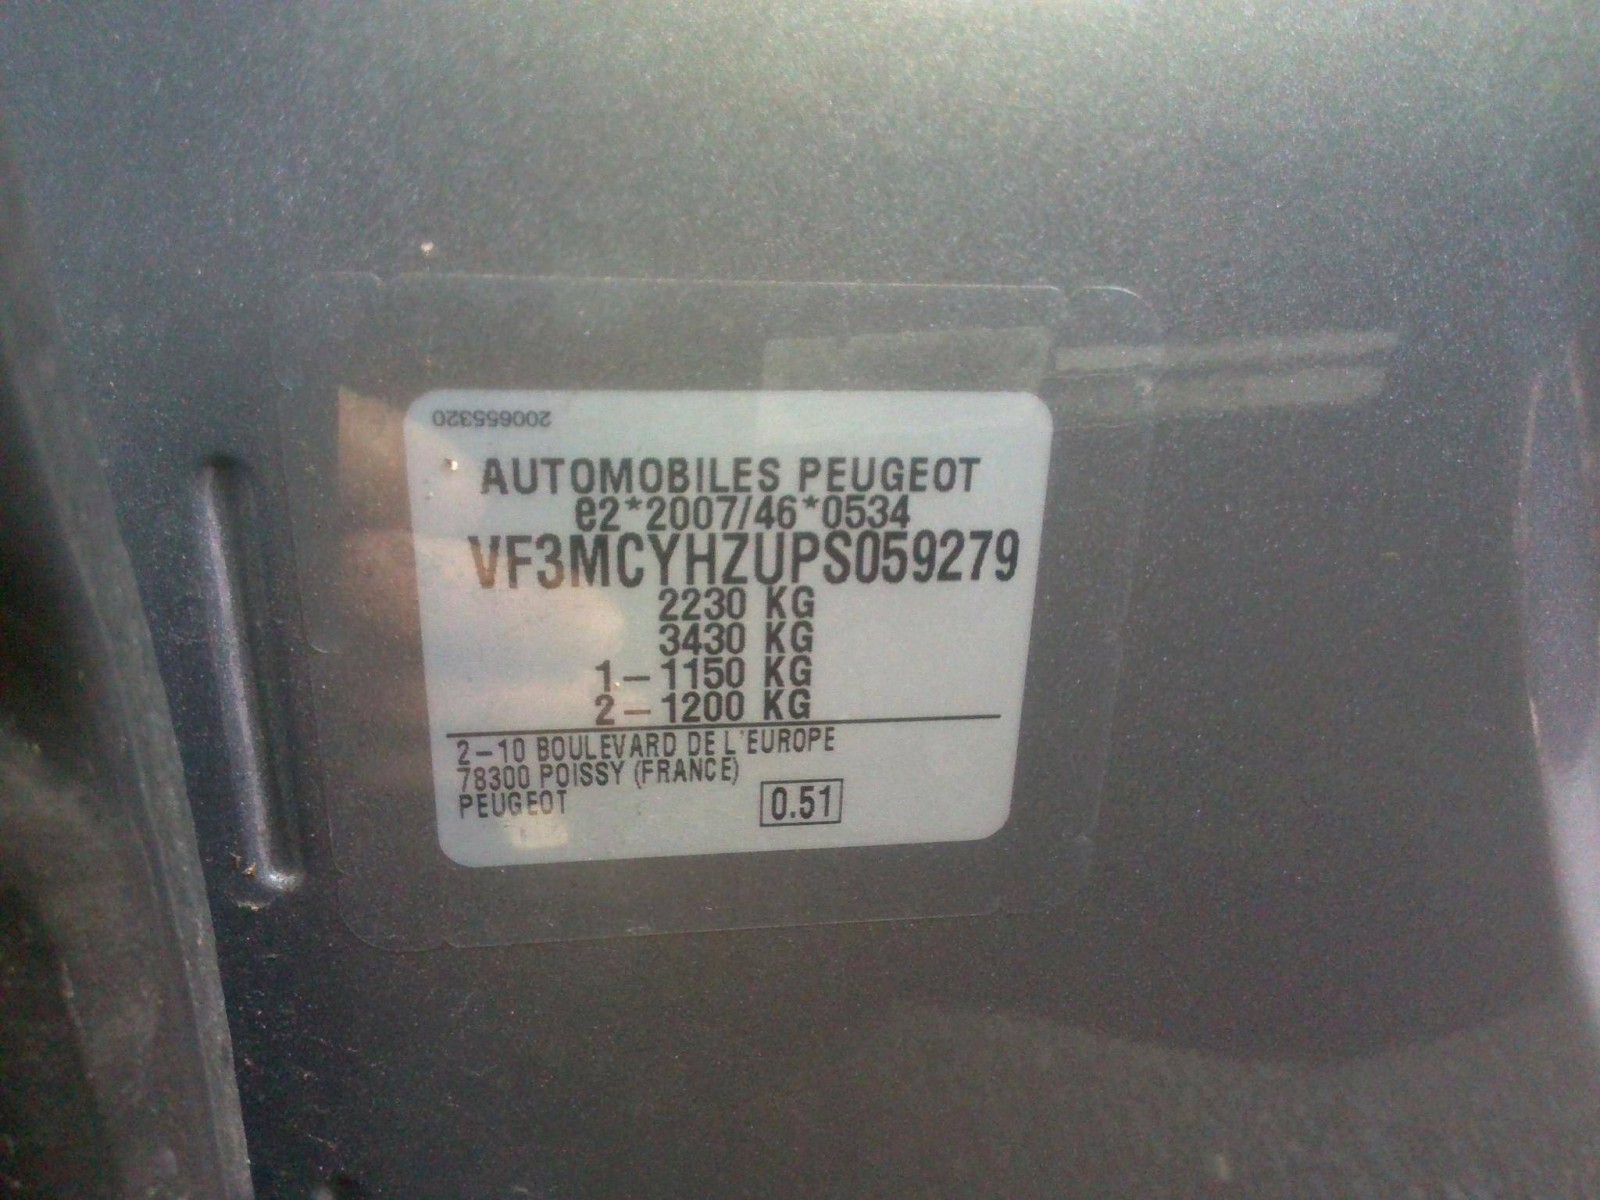 200655320
AUTOMOBILES PEUGEOT
e2*2007/46*0534
VF3MCYHZUPS059279
2230 KG
3430 KG
1-1150 KG
2-1200 KG
2-10 BOULEVARD DE L'EUROPE
78300 POISSY (FRANCE)
PEUGEOT
0.51